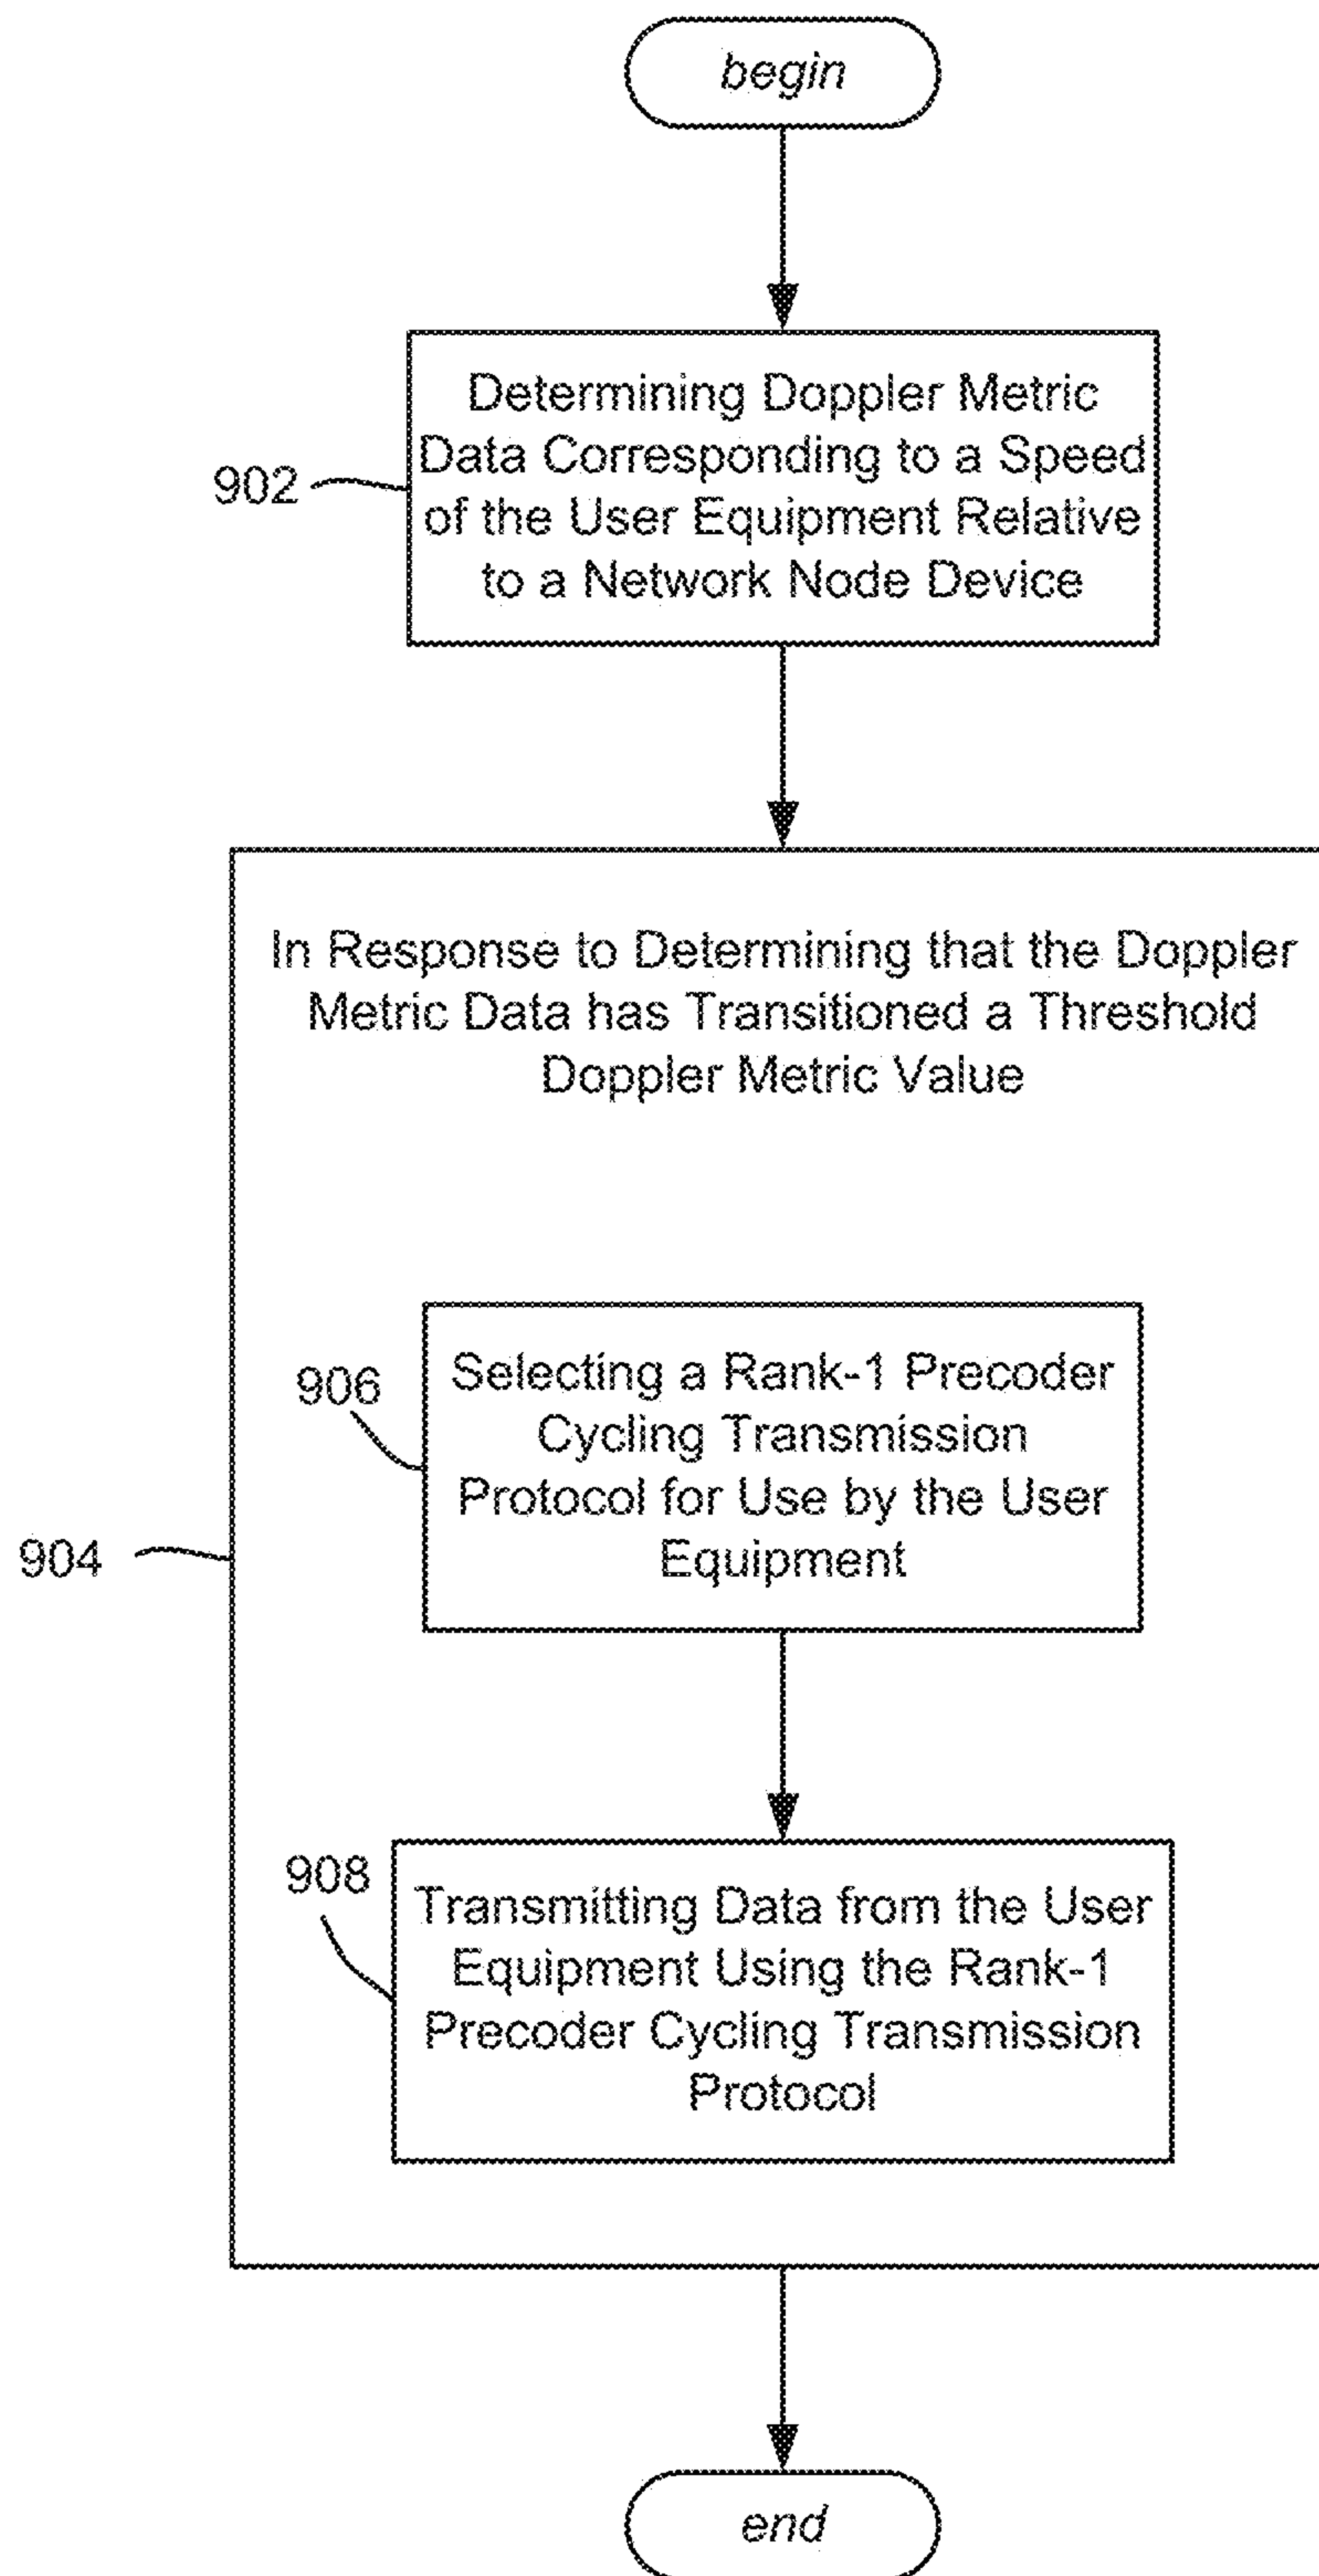 begin
Determining Doppler Metric
Data Corresponding to a Speed
of the User Equipment Relative
to a Network Node Device
902
In Response to Determining that the Doppler
Metric Data has Transitioned a Threshold
Doppler Metric Value
904
906
Selecting a Rank-1 Precoder
Cycling Transmission
Protocol for Use by the User
Equipment
908
Transmitting Data from the User
Equipment Using the Rank-1
Precoder Cycling Transmission
Protocol
end